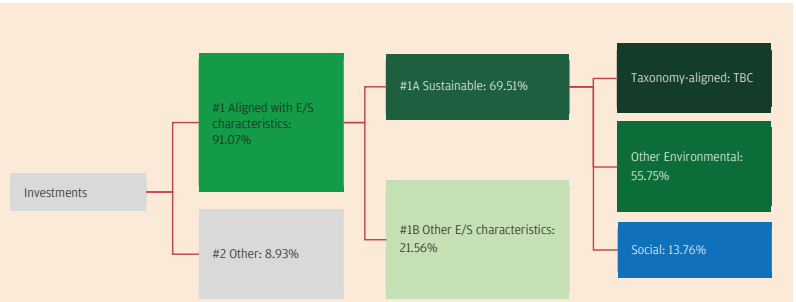 Investments
#1 Aligned with E/S
characteristics:
91.07%
#2 Other: 8.93%
#1A Sustainable: 69.51%
#1B Other E/S characteristics:
21.56%
Taxonomy-aligned: TBC
Other Environmental:
55.75%
Social: 13.76%